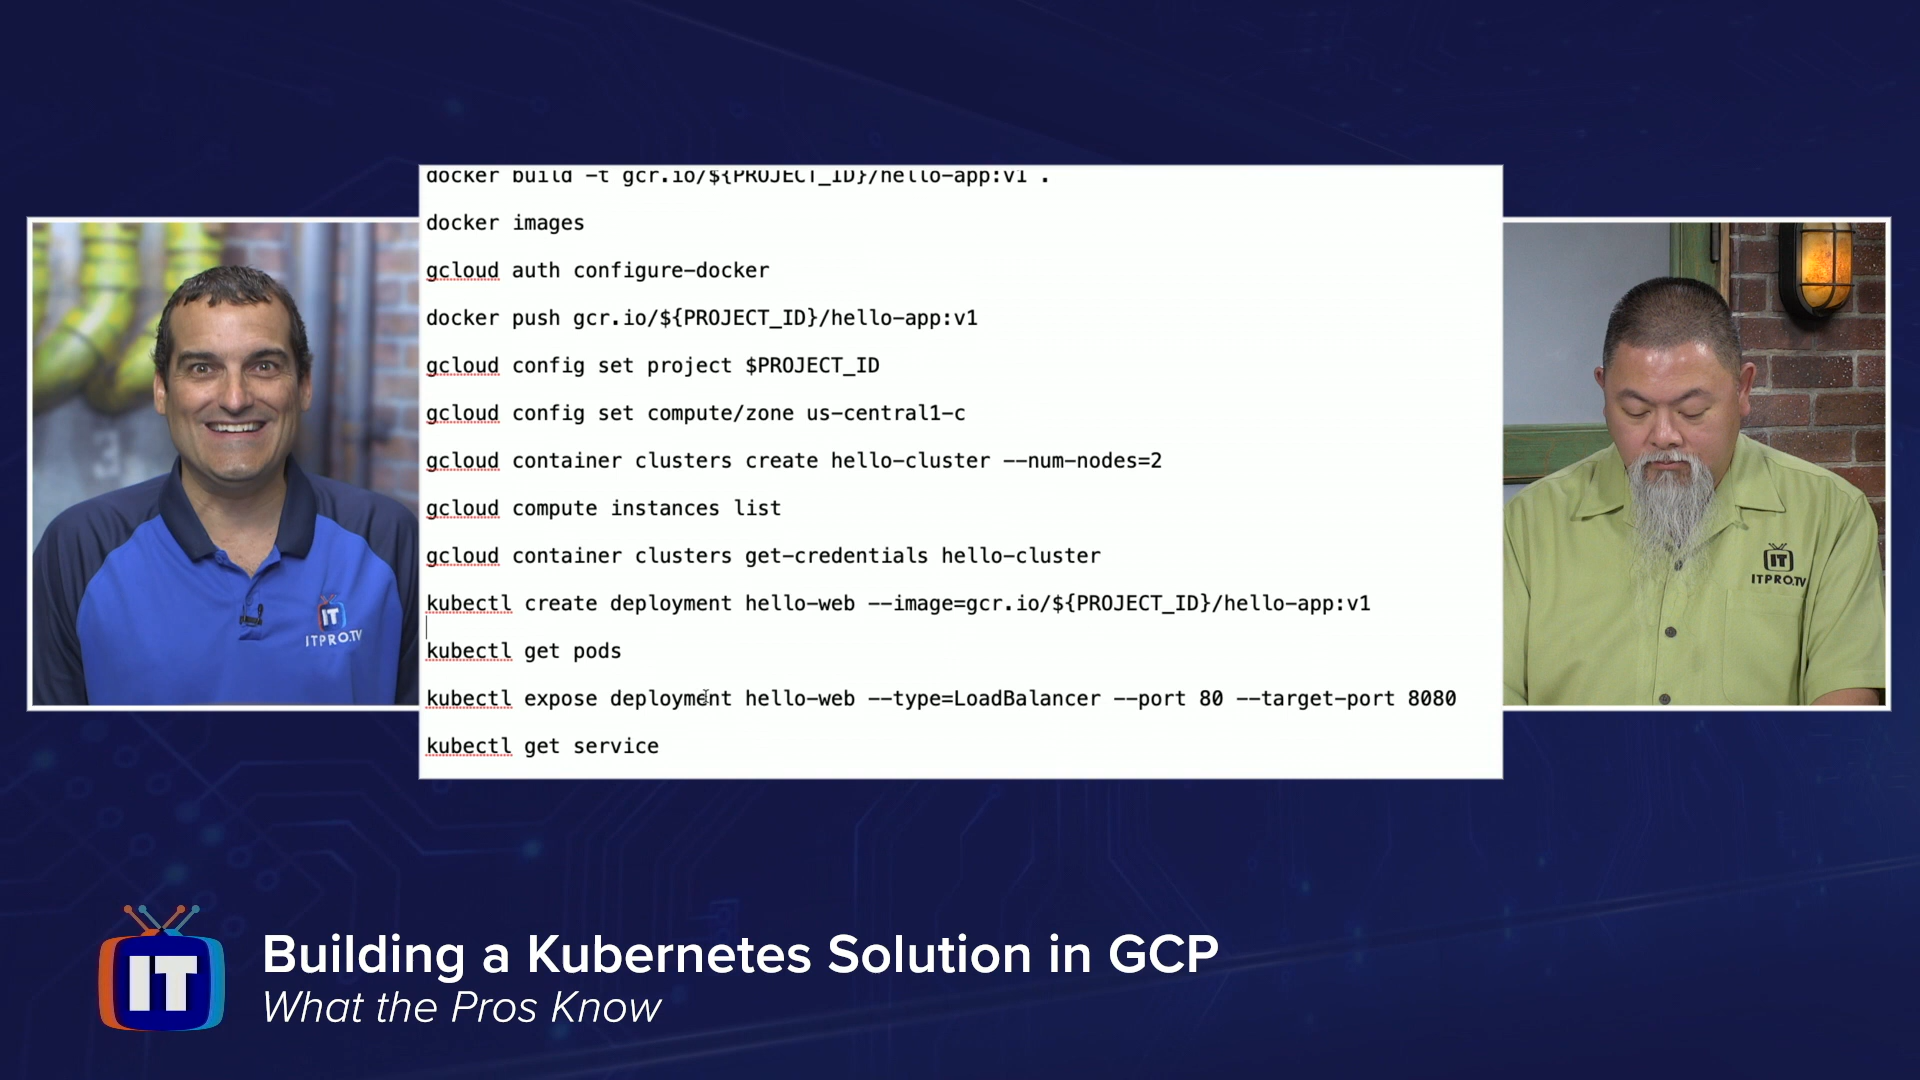 docker build -t gcr.io/${PROJECT_ID}/hello-app:v1 .
docker images
gcloud auth configure-docker
docker push gcr.io/${PROJECT_ID}/hello-app:v1
gcloud config set project $PROJECT_ID
gcloud config set compute/zone us-central1-c
gcloud container clusters create hello-cluster --num-nodes=2
gcloud compute instances list
gcloud container clusters get-credentials hello-cluster
kubectl create deployment hello-web --image=gcr.io/${PROJECT_ID}/hello-app:v1
kubectl get pods
kubectl expose deployment hello-web --type=LoadBalancer --port 80 --target-port 8080
kubectl get service
3
IT
ITPRO.TV
IT
ITPRO.TV
IT
Building a Kubernetes Solution in GCP
What the Pros Know